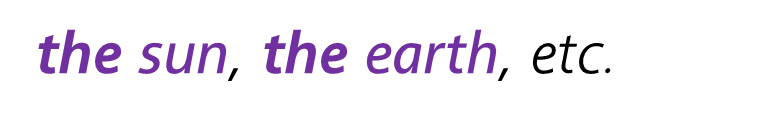 the sun, the earth, etc.